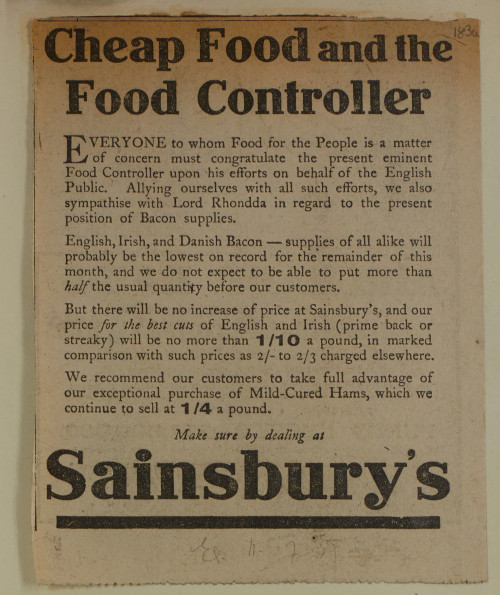 183a
Cheap Food and the
Food Controller
EVERYONE to whom Food for the People is a matter
of concern must congratulate the present eminent
Food Controller upon his efforts on behalf of the English
Public. Allying ourselves with all such efforts, we also
sympathise with Lord Rhondda in regard to the present
position of Bacon supplies.
English, Irish, and Danish Bacon — supplies of all alike will
probably be the lowest on record for the remainder of this
month, and we do not expect to be able to put more than
half the usual quantity before our customers.
But there will be no increase of price at Sainsbury's, and our
price for the best cuts of English and Irish (prime back or
streaky) will be no more than 1/10 a pound, in marked
comparison with such prices as 2/- to 2/3 charged elsewhere.
We recommend our customers to take full advantage of
our exceptional purchase of Mild-Cured Hams, which we
continue to sell at 1/4 a pound.
Make sure by dealing at
Sainsbury's